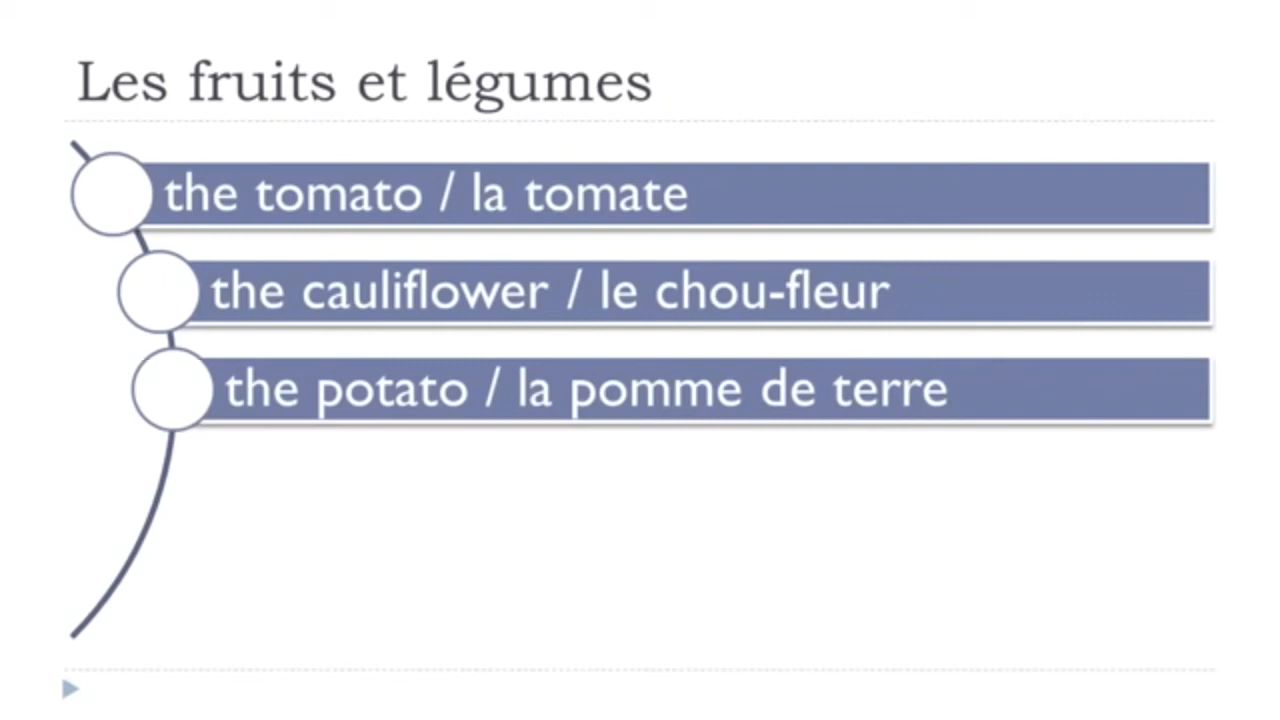 Les fruits et légumes
the tomato / la tomate
the cauliflower / le chou-fleur
the potato / la pomme de terre